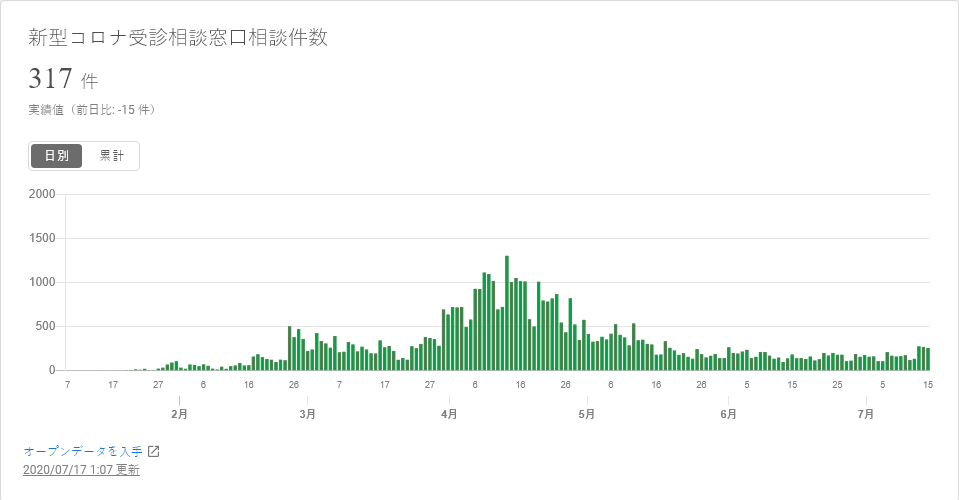 新型コロナ受診相談窓口相談件数
317 件
実績値（前日比: -15 件）
日別 累計
2000
1500
1000
500
0
7 17 27 6 16 26 7 17 27 6 16 26 6 16 26 5 15 25 5 15
2月 3月 4月 5月 6月 7月
オープンデータを入手
2020/07/17 1:07 更新